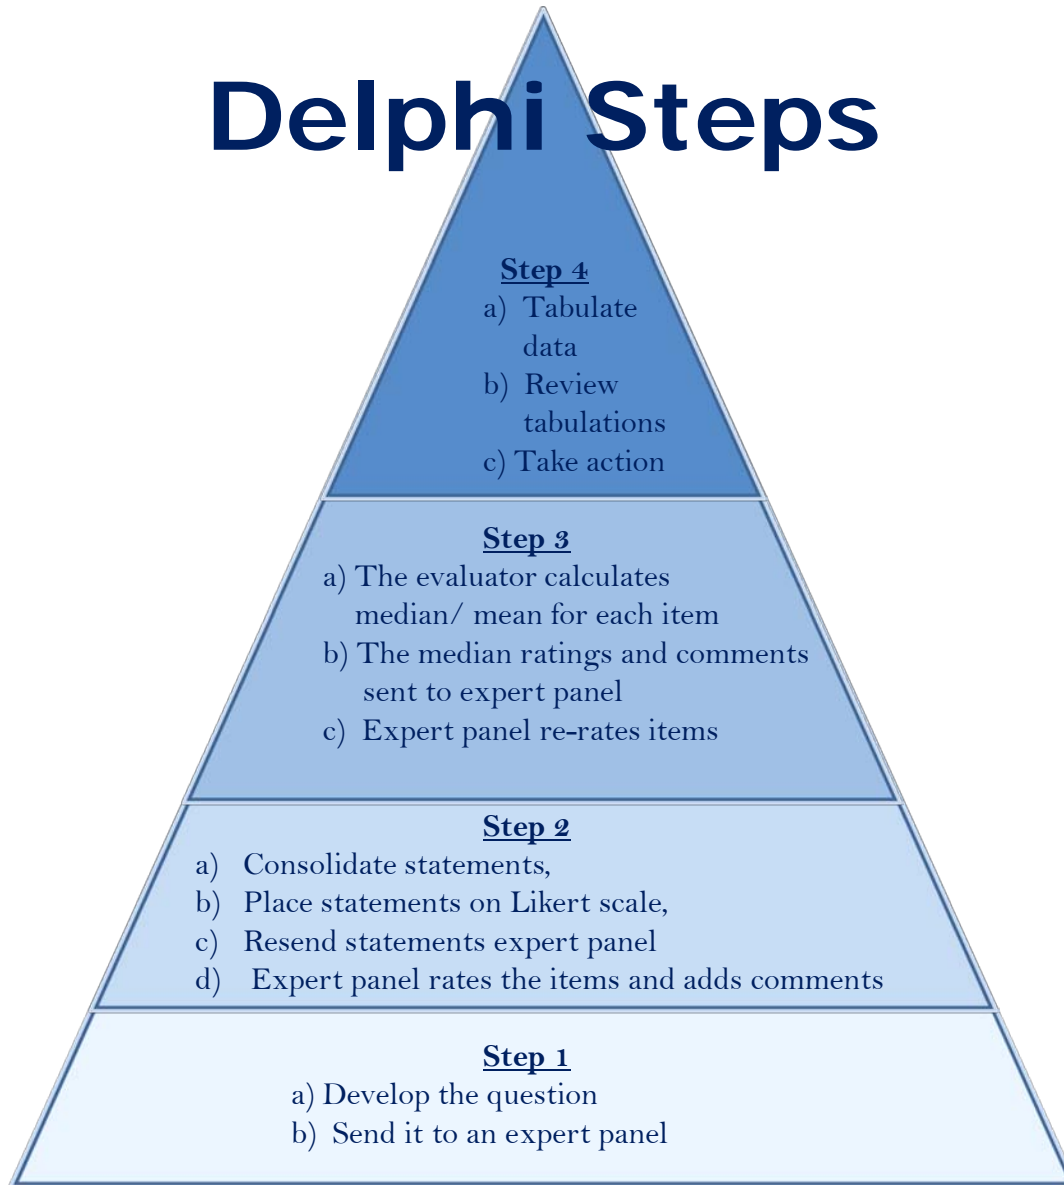 Delphi Steps
Step 4
a) Tabulate
data
b) Review
tabulations
c) Take action
Step 3
a) The evaluator calculates
median/ mean for each item
b) The median ratings and comments
sent to expert panel
c) Expert panel re-rates items
Step 2
a) Consolidate statements,
b) Place statements on Likert scale,
c) Resend statements expert panel
d) Expert panel rates the items and adds comments
Step 1
a) Develop the question
b) Send it to an expert panel